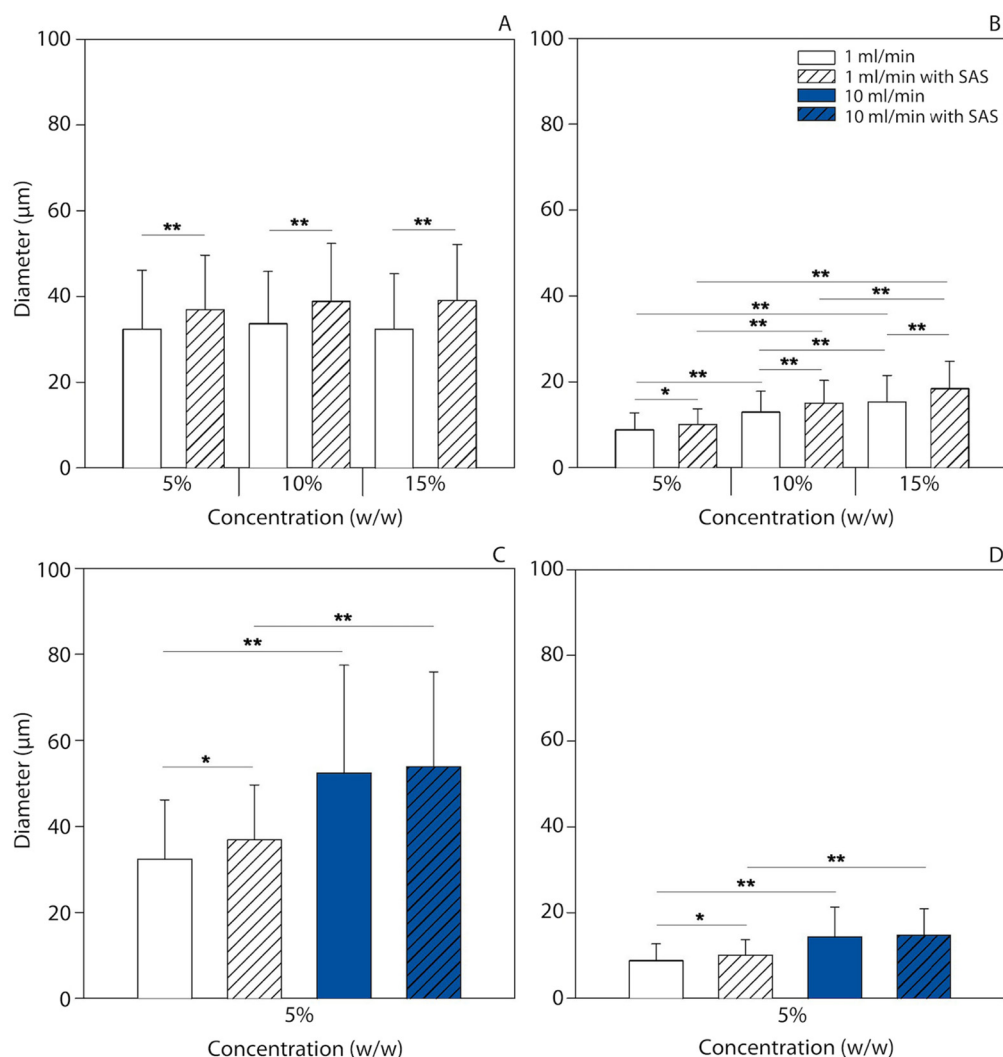 A
100
80
60
40
20
0
Diameter (μm)
** ** **
5% 10% 15%
Concentration (w/w)
B
100
80
60
40
20
0
1 ml/min
1 ml/min with SAS
10 ml/min
10 ml/min with SAS
**
**
**
**
**
**
**
**
*
5% 10% 15%
Concentration (w/w)
C
100
80
60
40
20
0
Diameter (μm)
**
**
*
5%
Concentration (w/w)
D
100
80
60
40
20
0
**
**
*
5%
Concentration (w/w)